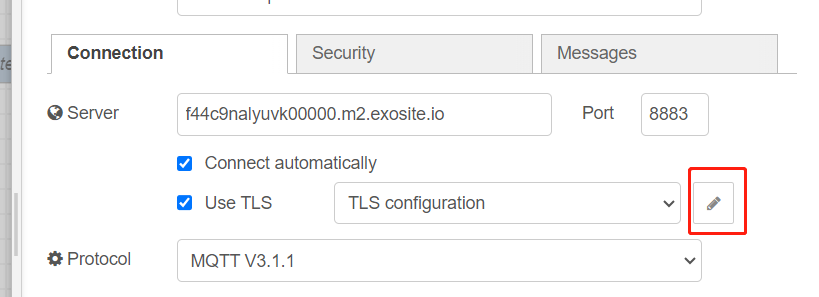 Connection Security Messages
Server f44c9nalyuvk00000.m2.exosite.io Port 8883
Connect automatically
Use TLS TLS configuration
Protocol MQTT V3.1.1